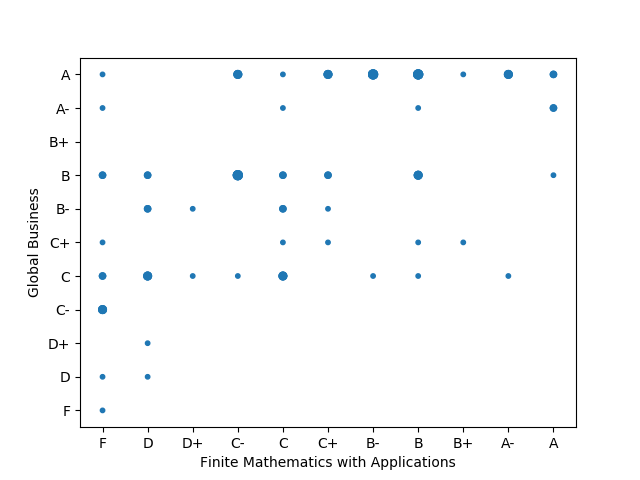 A
A-
B+
B
B-
C+
C
C-
D+
D
F
Global Business
F D D+ C- C C+ B- B B+ A- A
Finite Mathematics with Applications